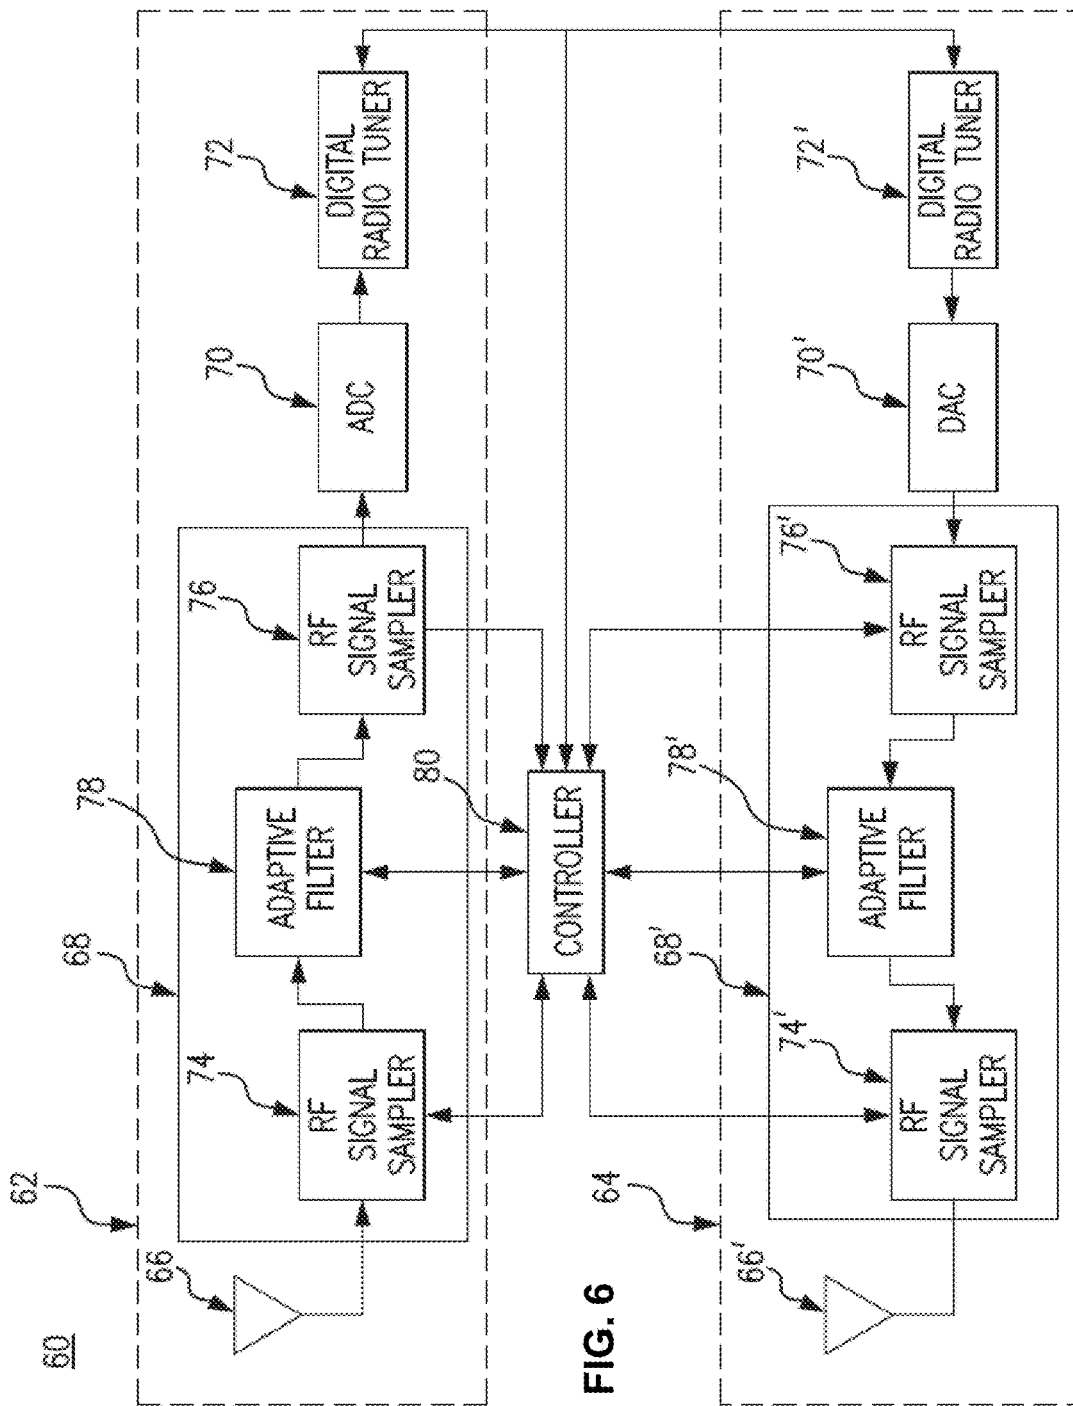 60
62
66
68
74
RF
SIGNAL
SAMPLER
78
ADAPTIVE
FILTER
76
RF
SIGNAL
SAMPLER
70
ADC
72
DIGITAL
RADIO TUNER
80
CONTROLLER
64
66'
68'
74'
RF
SIGNAL
SAMPLER
78'
ADAPTIVE
FILTER
76'
RF
SIGNAL
SAMPLER
70'
DAC
72'
DIGITAL
RADIO TUNER
FIG. 6